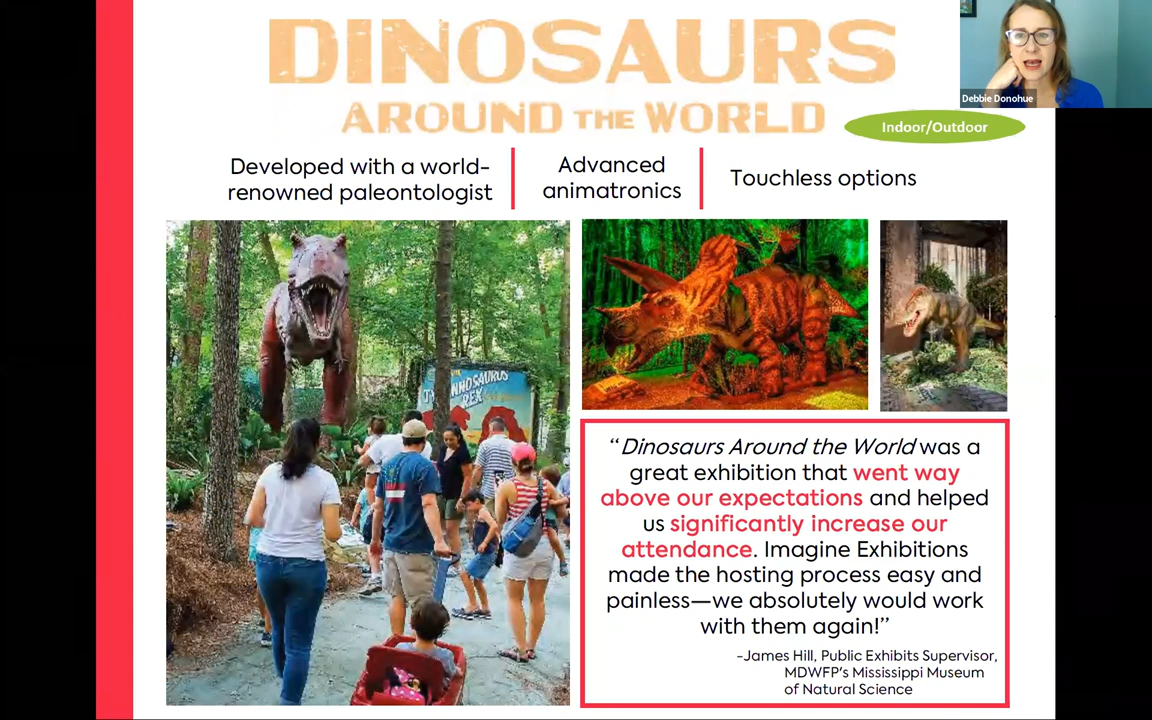 DINOSAURS
AROUND THE WORLD
Debbie Donohue
Indoor/Outdoor
Developed with a world-
renowned paleontologist
Advanced
animatronics
Touchless options
TYRANNOSAURUS
REX
“Dinosaurs Around the World was a
great exhibition that went way
above our expectations and helped
us significantly increase our
attendance. Imagine Exhibitions
made the hosting process easy and
painless—we absolutely would work
with them again!”
-James Hill, Public Exhibits Supervisor,
MDWFP's Mississippi Museum
of Natural Science